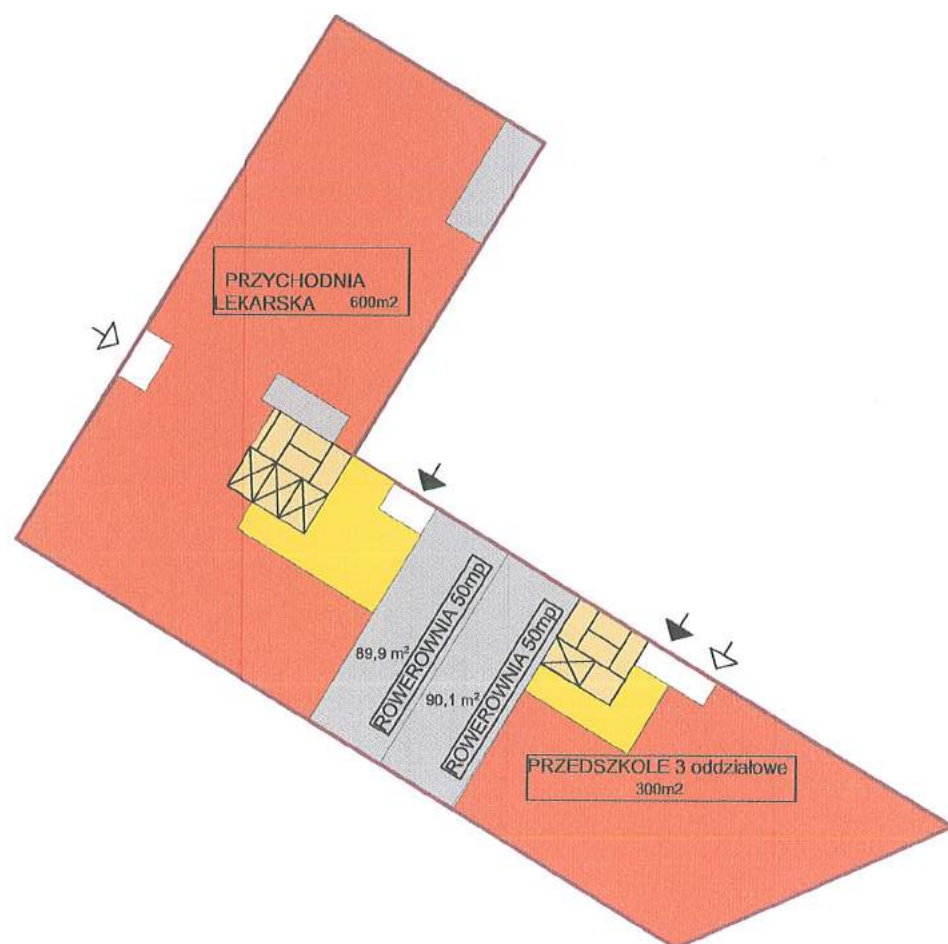 PRZYCHODNIA
LEKARSKA 600m2
ROWEROWNIA 50mp
89,9 m²
ROWEROWNIA 50mp
90,1 m²
PRZEDSZKOLE 3 oddziałowe
300m2